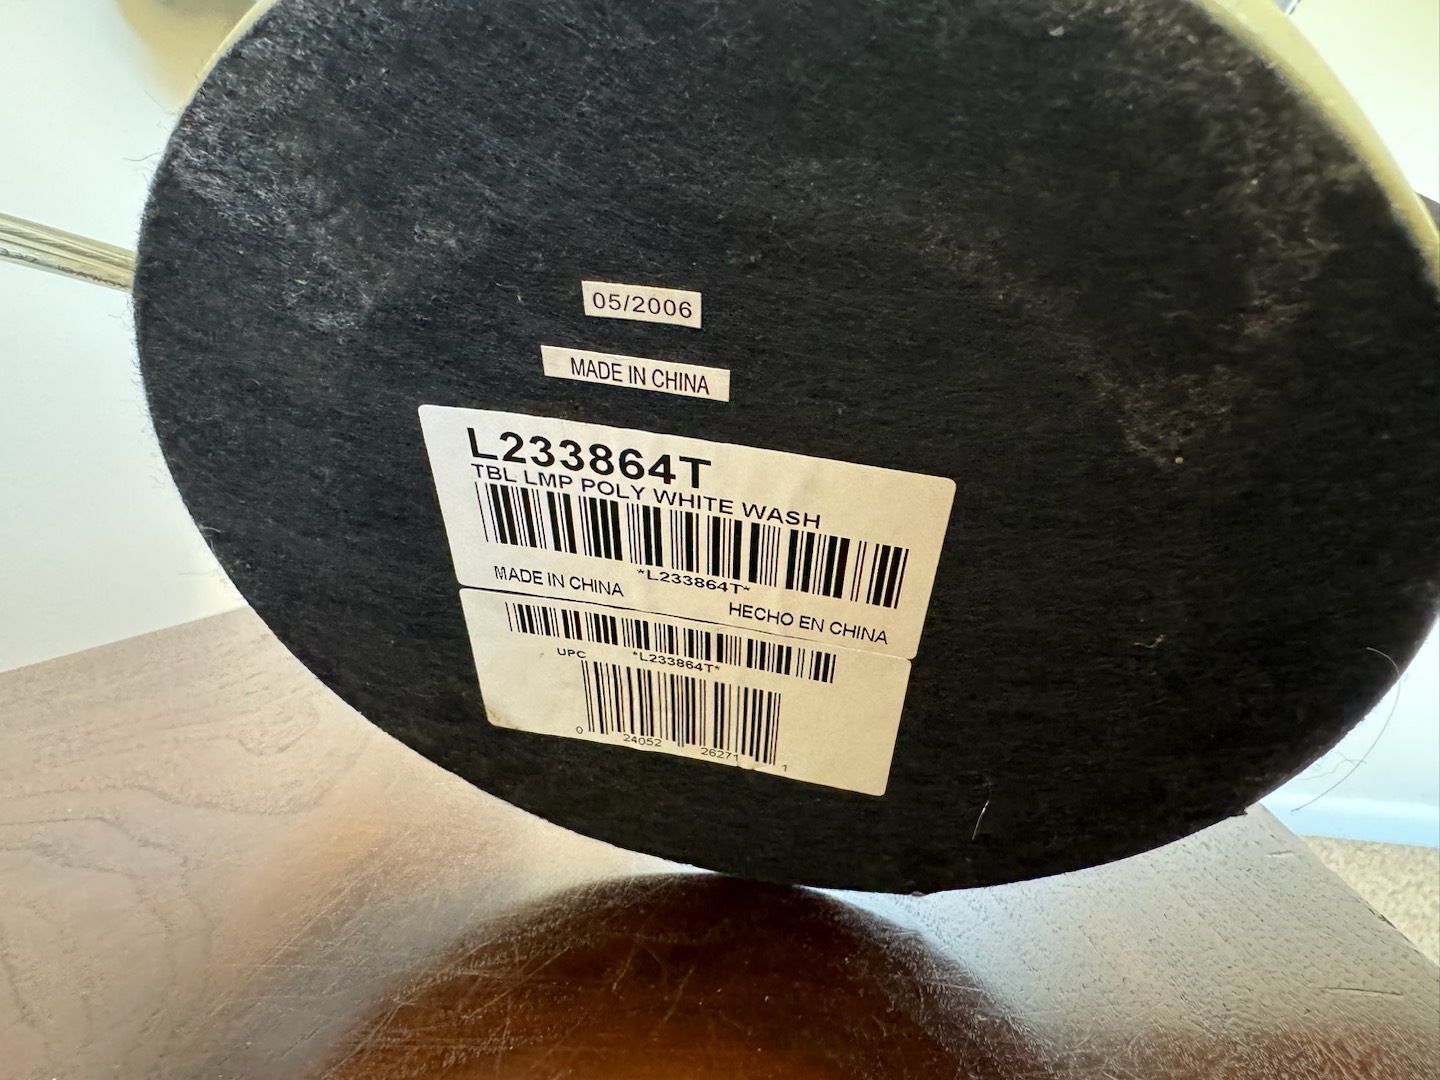 05/2006
MADE IN CHINA
L233864T
TBL LMP POLY WHITE WASH
*L233864T*
MADE IN CHINA
HECHO EN CHINA
*L233864T*
UPC
0 24052 26271 1